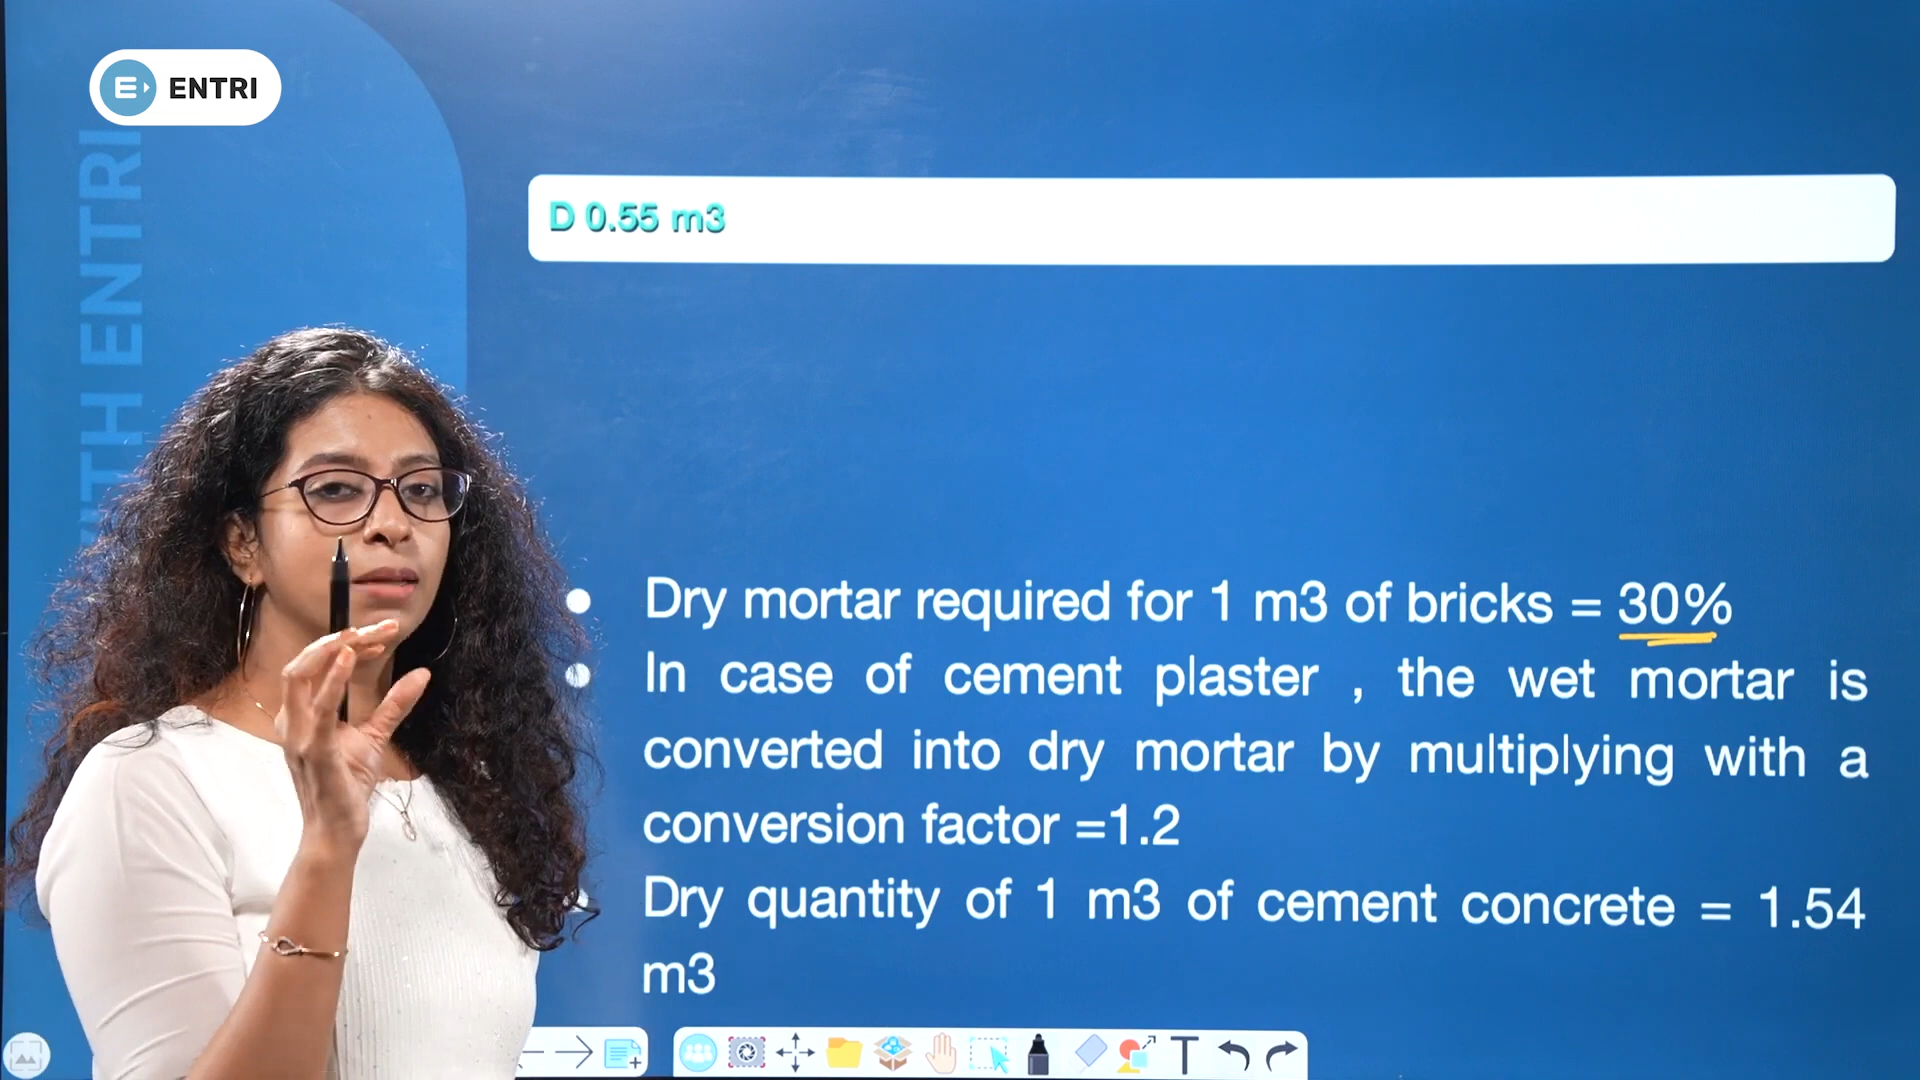 ENTRI
WITH ENTRI
D 0.55 m3
Dry mortar required for 1 m3 of bricks = 30%
In case of cement plaster , the wet mortar is
converted into dry mortar by multiplying with a
conversion factor =1.2
Dry quantity of 1 m3 of cement concrete = 1.54
m3